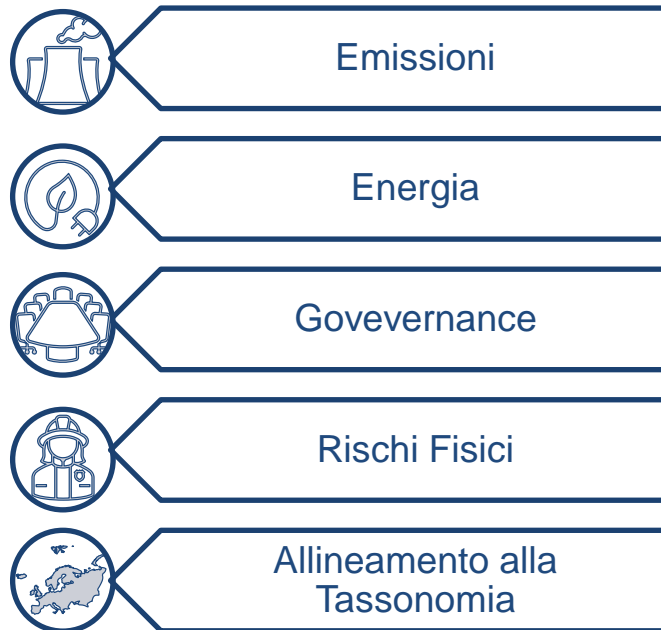 Emissioni
Energia
Govevernance
Rischi Fisici
Allineamento alla
Tassonomia